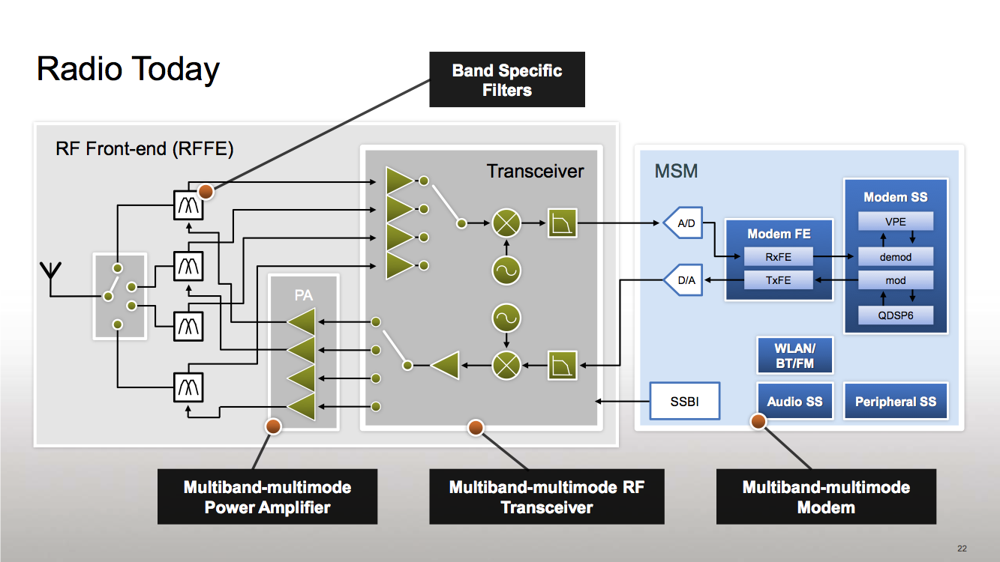 Radio Today
Band Specific
Filters
RF Front-end (RFFE)
Transceiver
MSM
Modem SS
VPE
A/D
Modem FE
RxFE
demod
D/A
TxFE
mod
PA
QDSP6
WLAN/
BT/FM
SSBI
Audio SS
Peripheral SS
Multiband-multimode
Power Amplifier
Multiband-multimode RF
Transceiver
Multiband-multimode
Modem
22